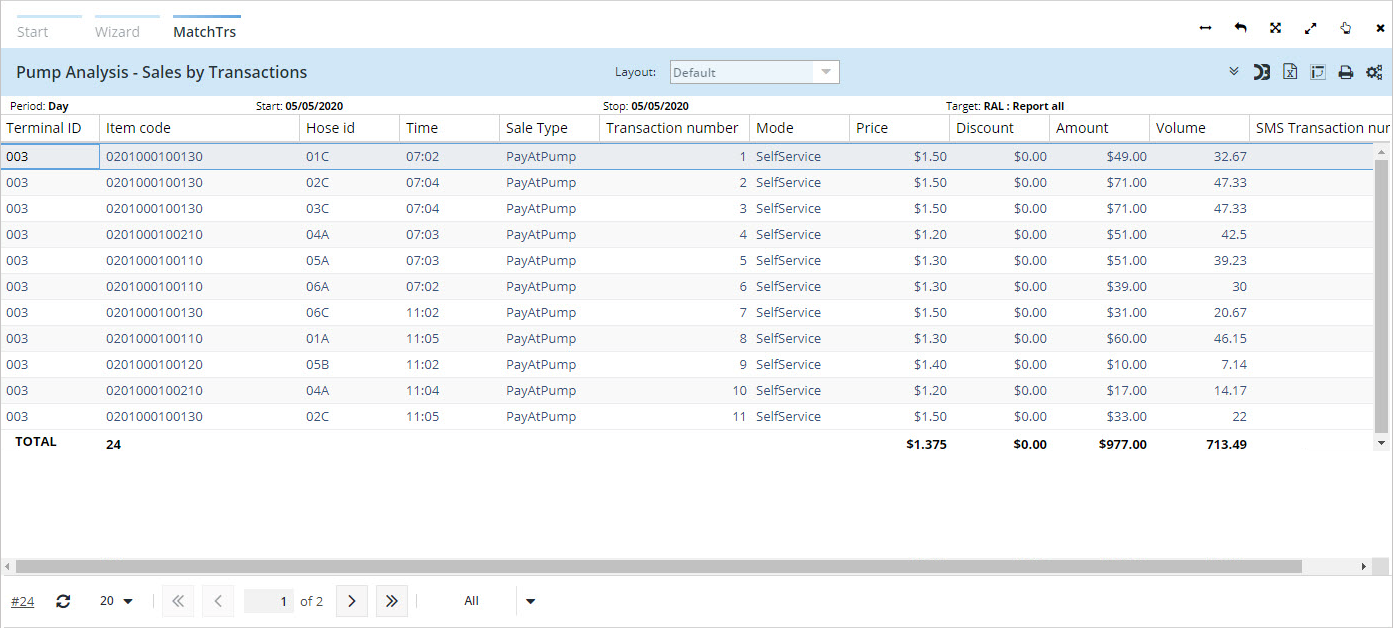 Start Wizard MatchTrs
Pump Analysis - Sales by Transactions Layout: Default
Period: Day Start: 05/05/2020 Stop: 05/05/2020 Target: RAL : Report all
Terminal ID Item code Hose id Time Sale Type Transaction number Mode Price Discount Amount Volume SMS Transaction nur
003 0201000100130 01C 07:02 PayAtPump 1 SelfService $1.50 $0.00 $49.00 32.67
003 0201000100130 02C 07:04 PayAtPump 2 SelfService $1.50 $0.00 $71.00 47.33
003 0201000100130 03C 07:04 PayAtPump 3 SelfService $1.50 $0.00 $71.00 47.33
003 0201000100210 04A 07:03 PayAtPump 4 SelfService $1.20 $0.00 $51.00 42.5
003 0201000100110 05A 07:03 PayAtPump 5 SelfService $1.30 $0.00 $51.00 39.23
003 0201000100110 06A 07:02 PayAtPump 6 SelfService $1.30 $0.00 $39.00 30
003 0201000100130 06C 11:02 PayAtPump 7 SelfService $1.50 $0.00 $31.00 20.67
003 0201000100110 01A 11:05 PayAtPump 8 SelfService $1.30 $0.00 $60.00 46.15
003 0201000100120 05B 11:02 PayAtPump 9 SelfService $1.40 $0.00 $10.00 7.14
003 0201000100210 04A 11:04 PayAtPump 10 SelfService $1.20 $0.00 $17.00 14.17
003 0201000100130 02C 11:05 PayAtPump 11 SelfService $1.50 $0.00 $33.00 22
TOTAL 24 $1.375 $0.00 $977.00 713.49
#24 20 1 of 2 All